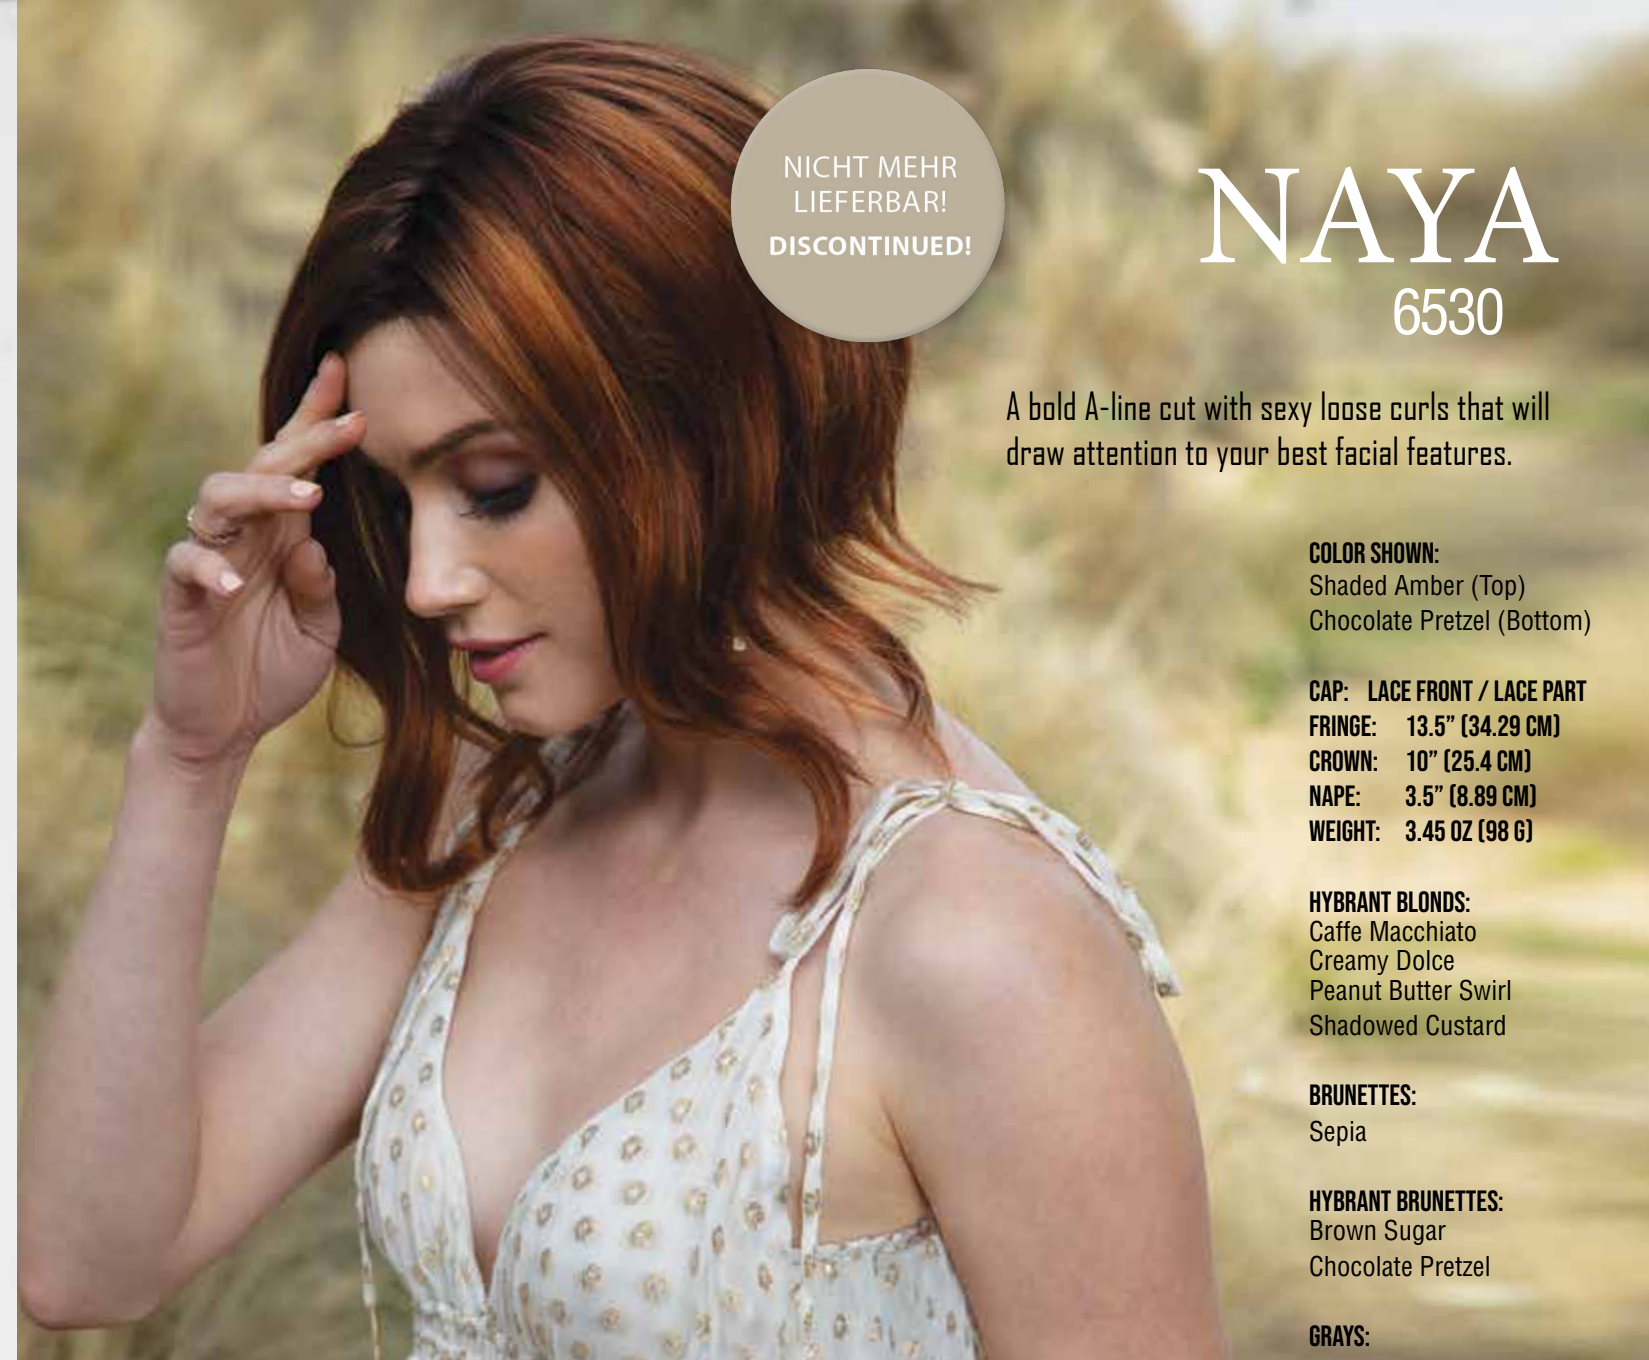 NICHT MEHR
LIEFERBAR!
DISCONTINUED!
NAYA
6530
A bold A-line cut with sexy loose curls that will
draw attention to your best facial features.
COLOR SHOWN:
Shaded Amber (Top)
Chocolate Pretzel (Bottom)
CAP: LACE FRONT / LACE PART
FRINGE: 13.5” (34.29 CM)
CROWN: 10” (25.4 CM)
NAPE: 3.5” (8.89 CM)
WEIGHT: 3.45 OZ (98 G)
HYBRANT BLONDS:
Caffe Macchiato
Creamy Dolce
Peanut Butter Swirl
Shadowed Custard
BRUNETTES:
Sepia
HYBRANT BRUNETTES:
Brown Sugar
Chocolate Pretzel
GRAYS: